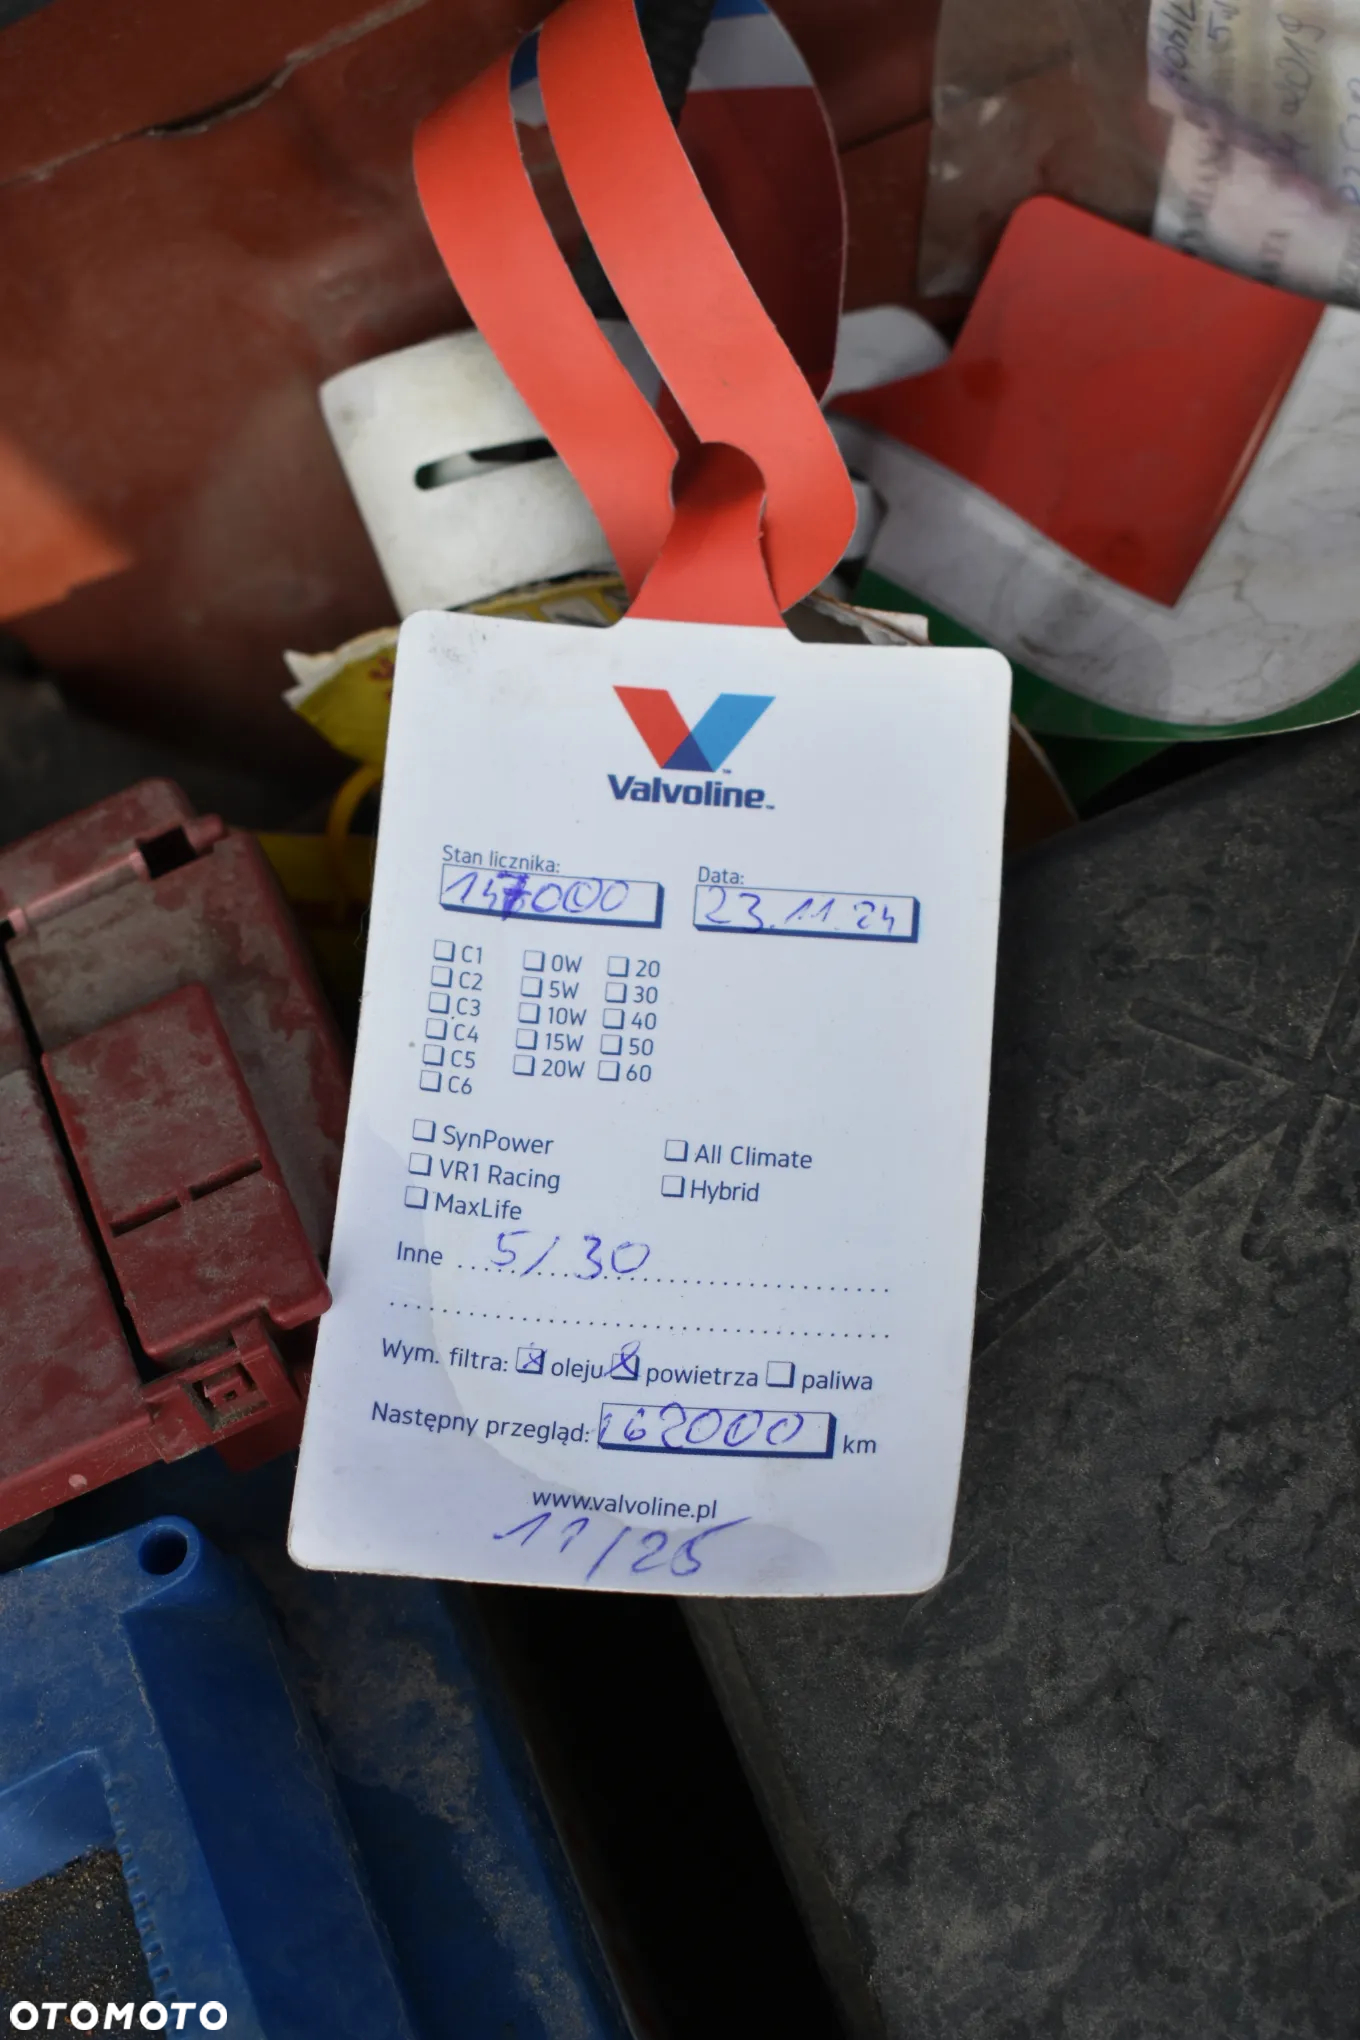 Valvoline™
Stan licznika: Data:
147000 23.11.24
C1 0W 20
C2 5W 30
C3 10W 40
C4 15W 50
C5 20W 60
C6
SynPower All Climate
VR1 Racing Hybrid
MaxLife
Inne 5/30
Wym. filtra: oleju powietrza paliwa
Następny przegląd: 162000 km
www.valvoline.pl
11/25
OTOMOTO